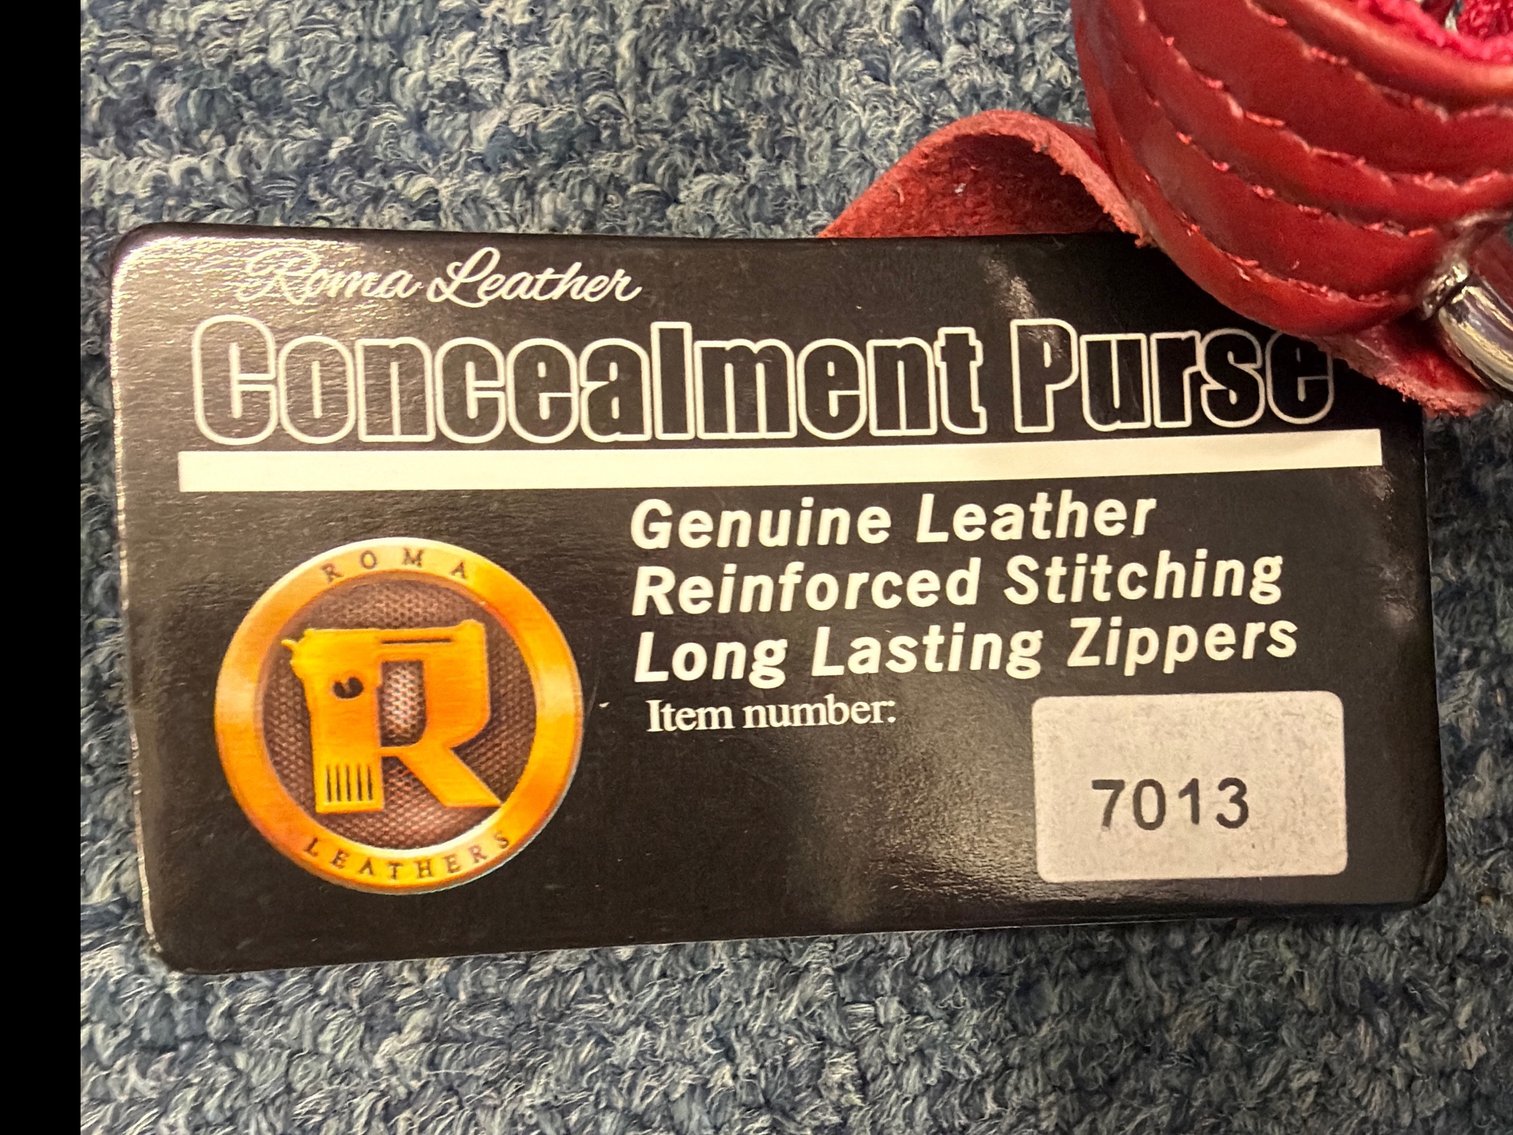 Roma Leather
Concealment Purse
Genuine Leather
Reinforced Stitching
Long Lasting Zippers
Item number:
7013
ROMA
R
LEATHERS